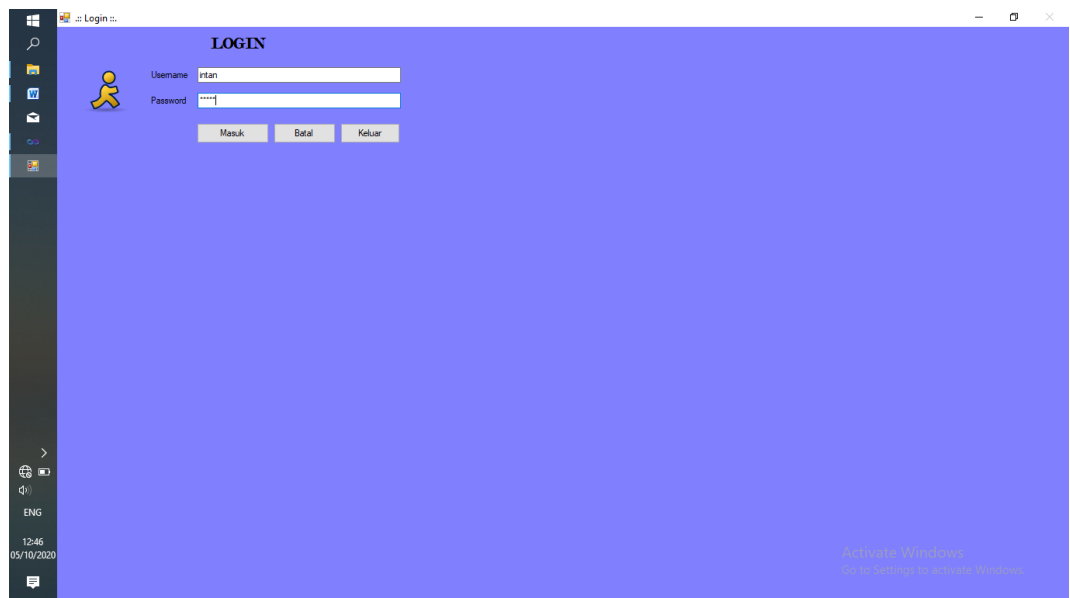 .:: Login ::.
LOGIN
Username intan
Password *****
Masuk Batal Keluar
W
ENG
12:46
05/10/2020
Activate Windows
Go to Settings to activate Windows.